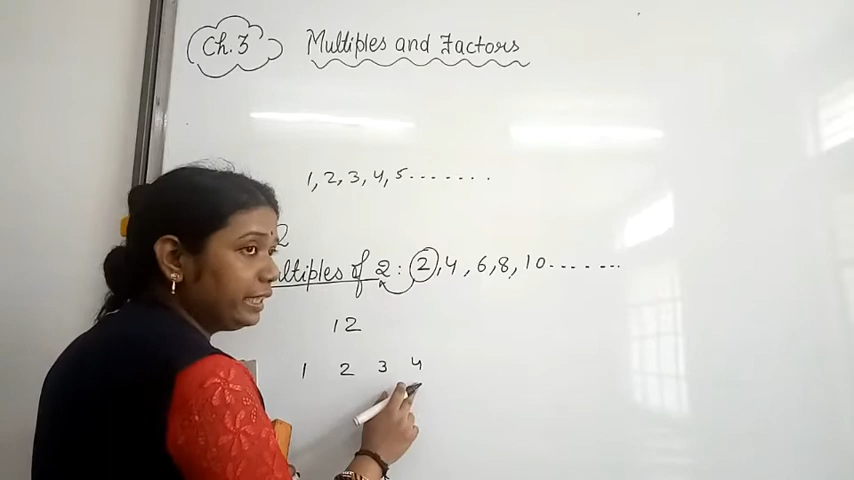 Ch. 3 Multiples and Factors
1, 2, 3, 4, 5.......
2
ultiples of 2 : 2, 4, 6, 8, 10.......
12
1 2 3 4